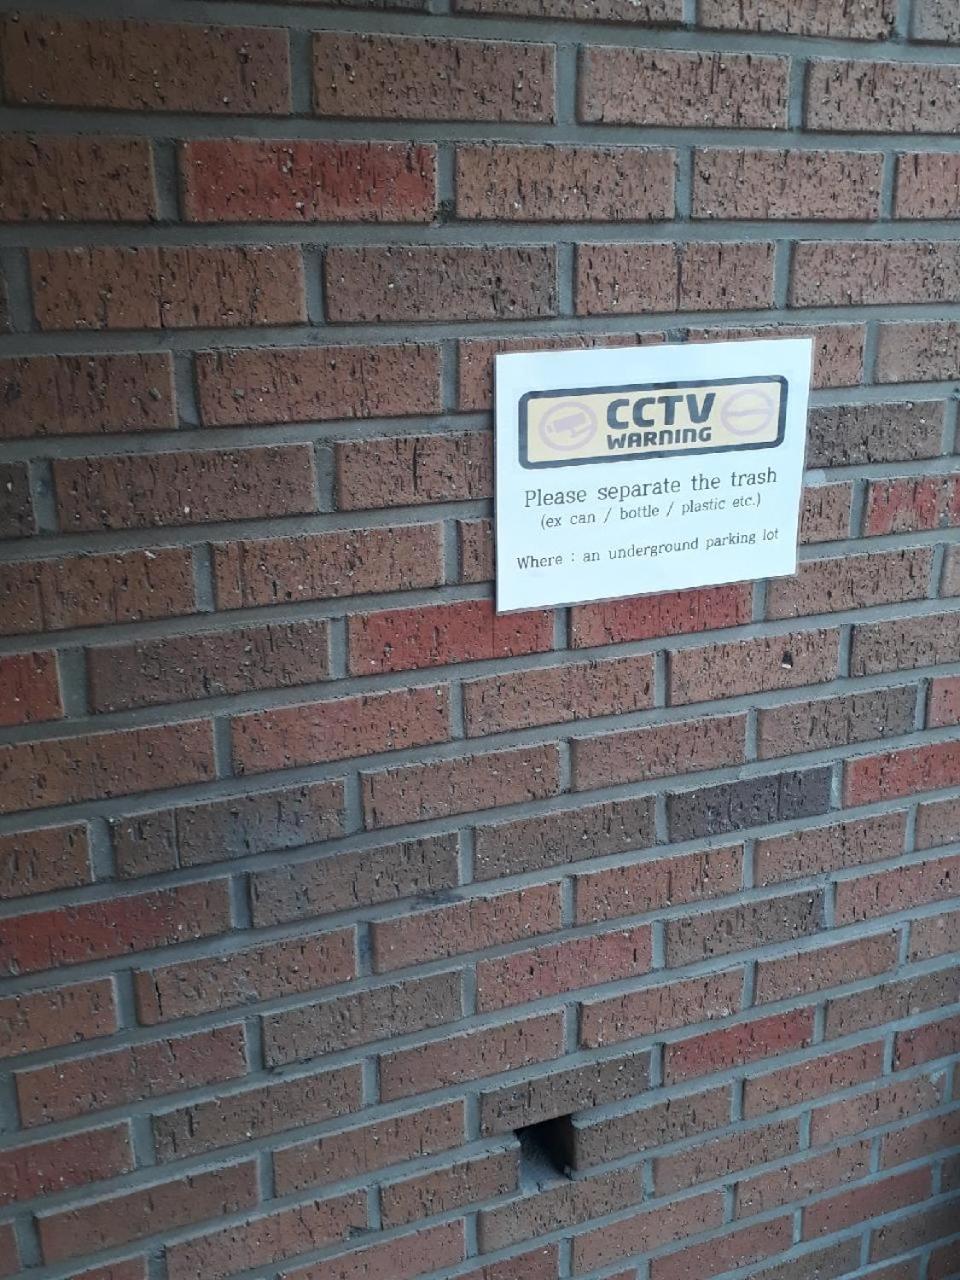 CCTV
WARNING
Please separate the trash
(ex can / bottle / plastic etc.)
Where : an underground parking lot